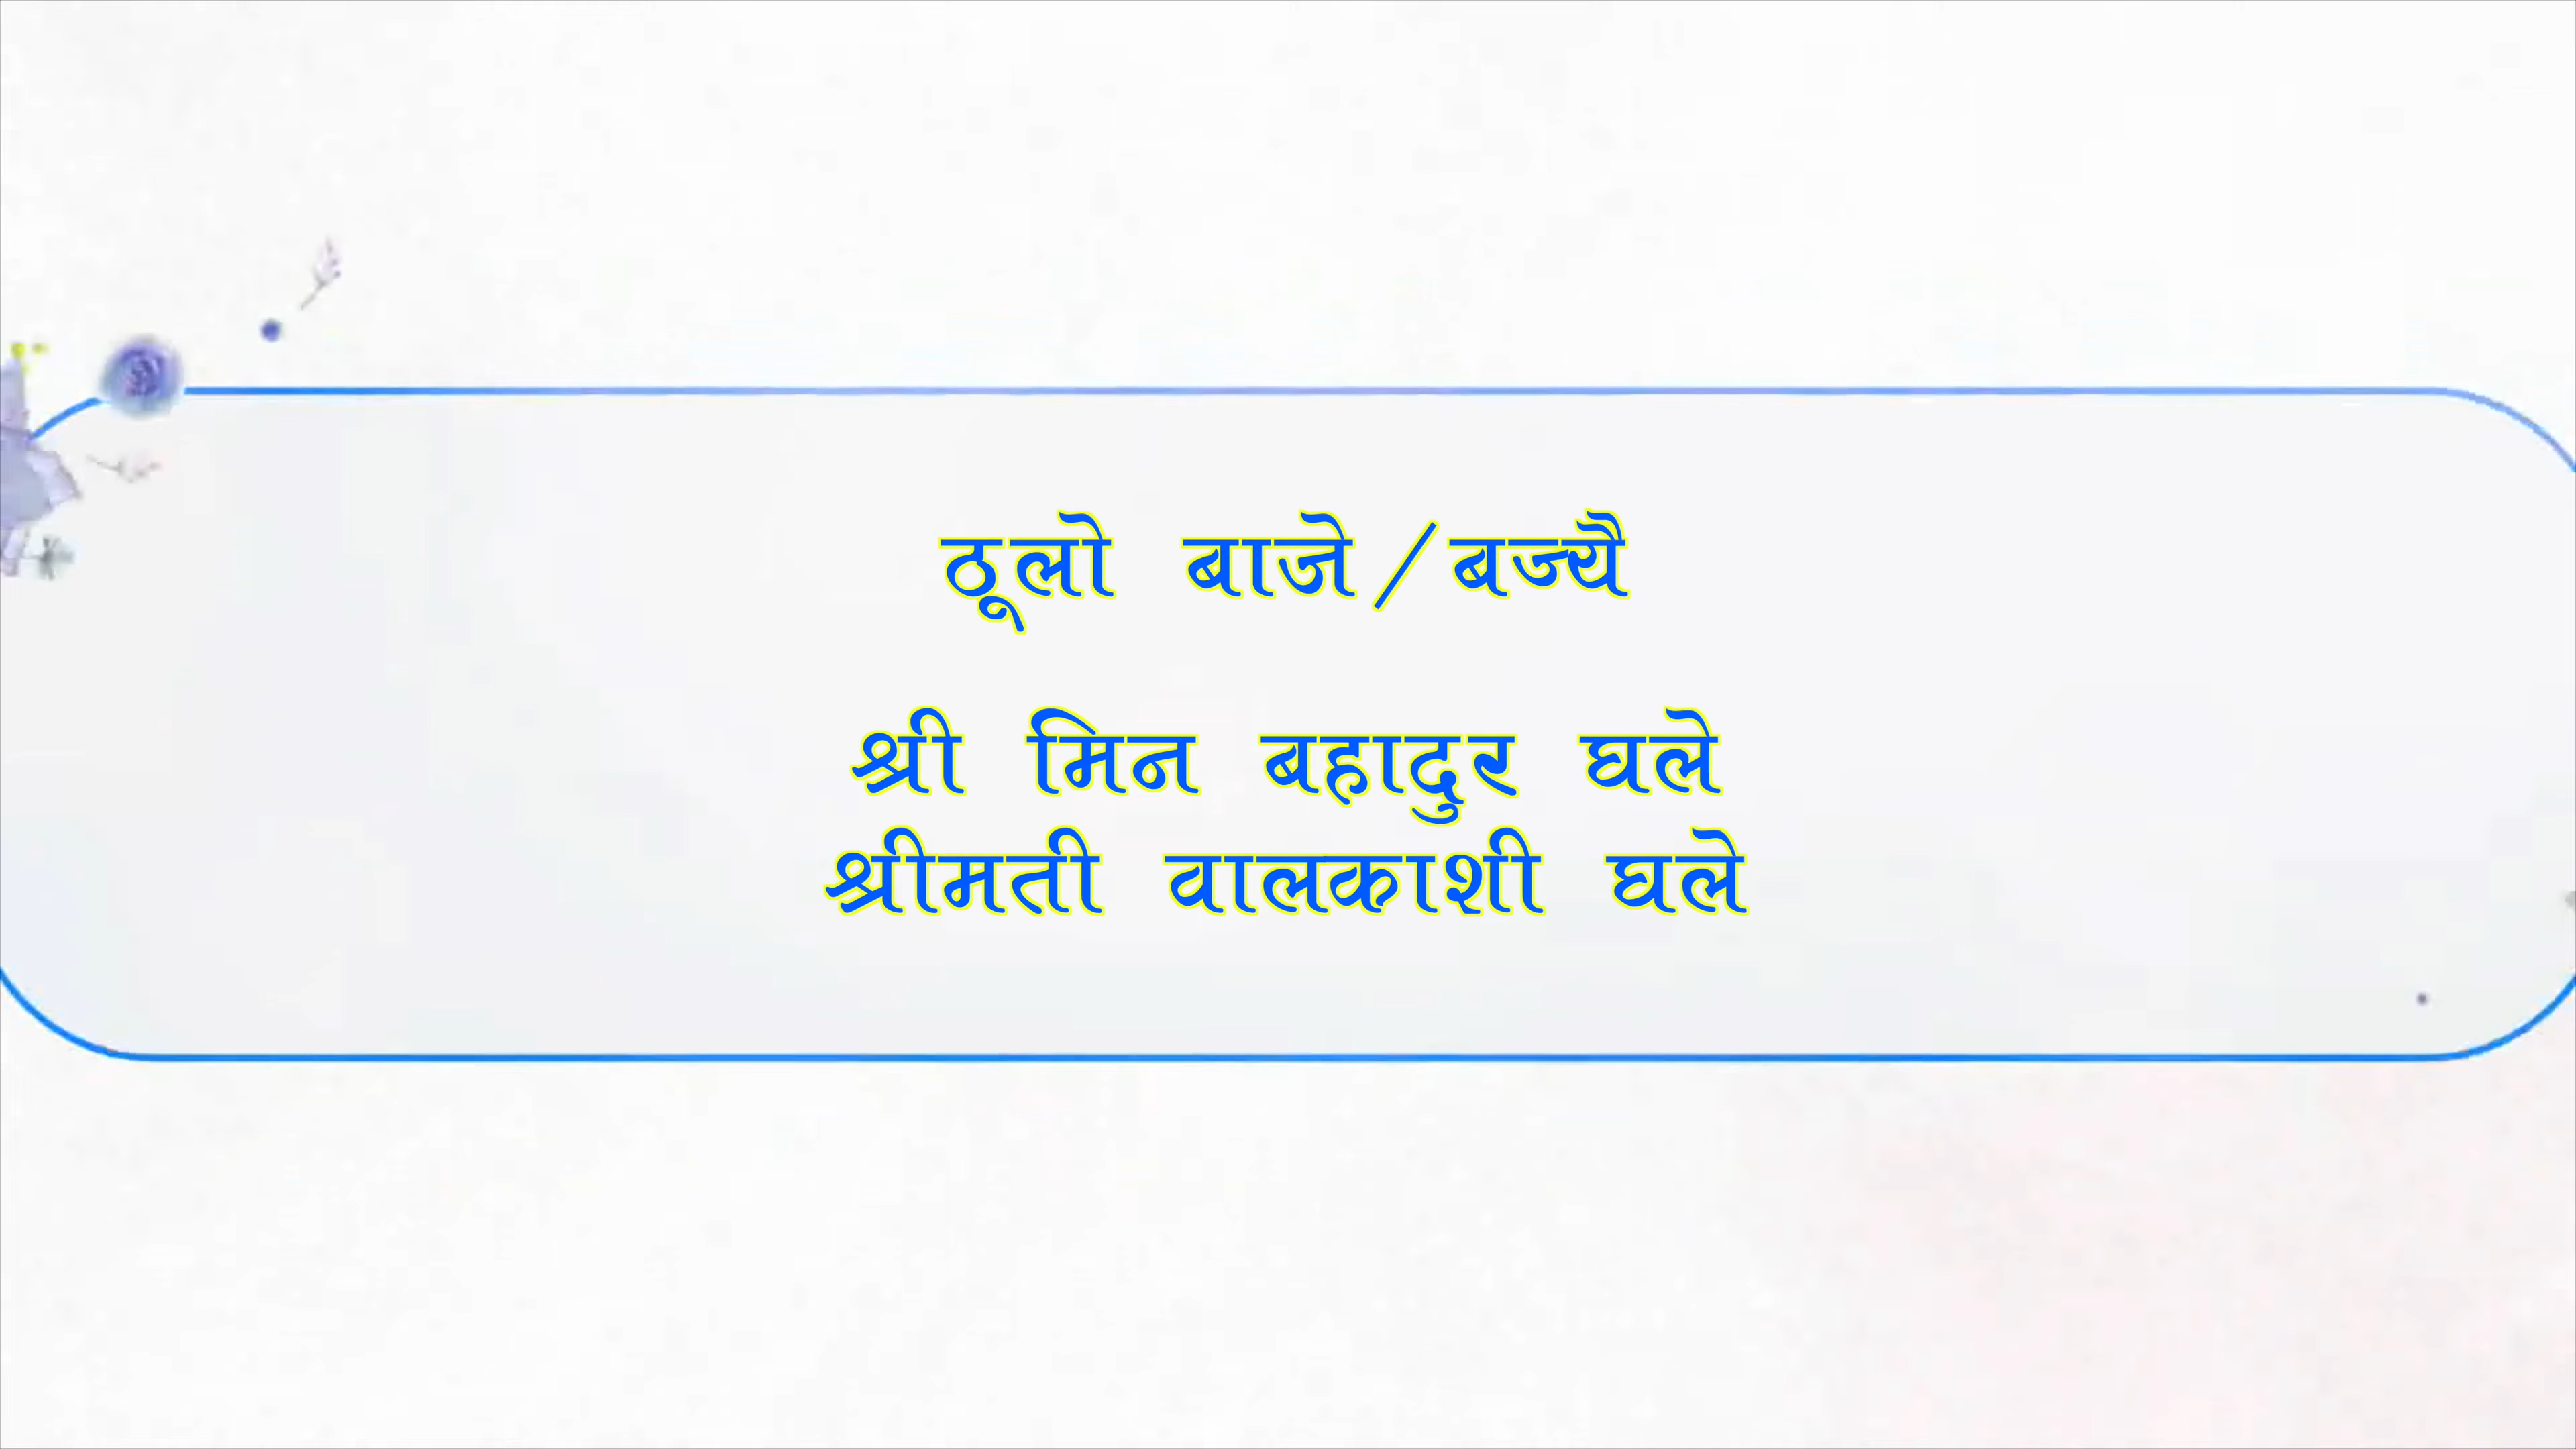 ठूलो बाजे/बज्यै
श्री मिन बहादुर घले
श्रीमती वालकाशी घले